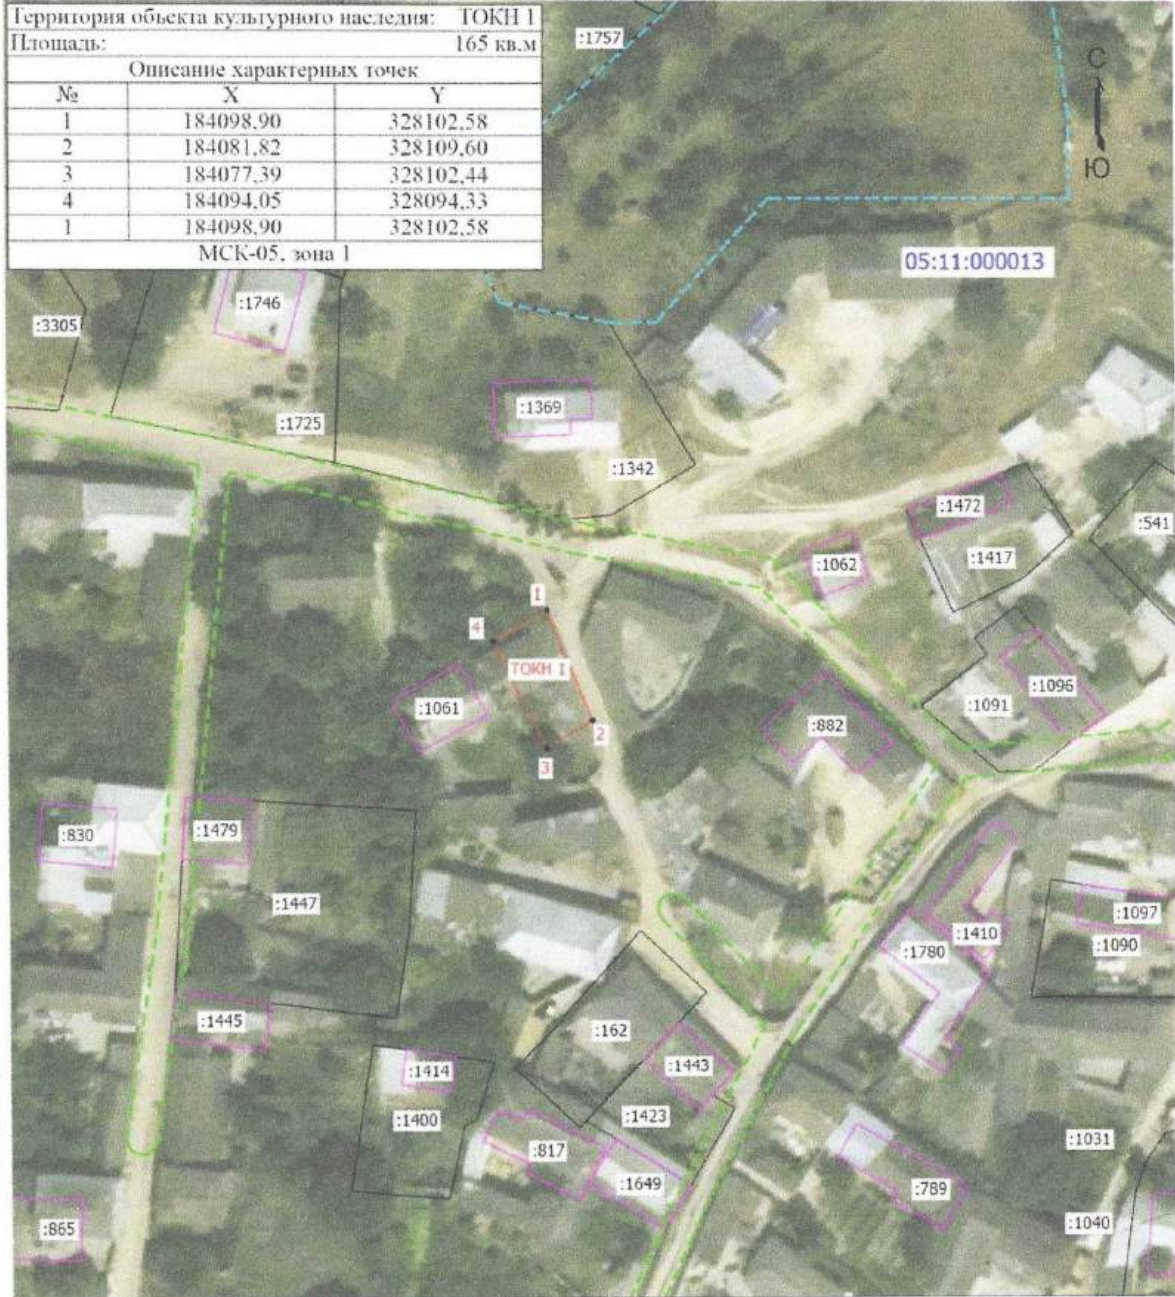 Территория объекта культурного наследия: ТОКН 1
Площадь: 165 кв.м
Описание характерных точек
№ X Y
1 184098,90 328102,58
2 184081,82 328109,60
3 184077,39 328102,44
4 184094,05 328094,33
1 184098,90 328102,58
МСК-05, зона 1
:1757
С
Ю
05:11:000013
:3305
:1746
:1725
:1369
:1342
:1472
:541
:1417
:1062
1
4
ТОКН 1
:1061
2
3
:1096
:1091
:882
:830
:1479
:1447
:1097
:1090
:1410
:1780
:1445
:162
:1443
:1414
:1400
:1423
:817
:1649
:1031
:789
:865
:1040